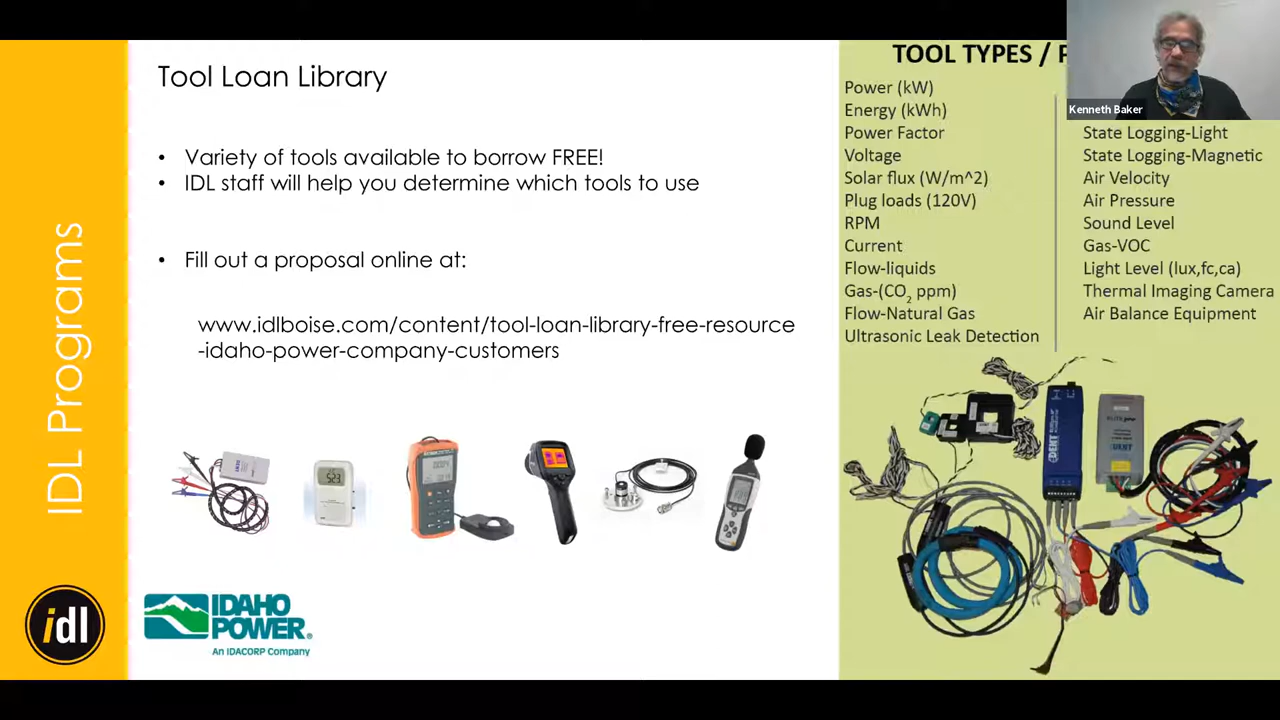 Tool Loan Library
• Variety of tools available to borrow FREE!
• IDL staff will help you determine which tools to use
• Fill out a proposal online at:
www.idlboise.com/content/tool-loan-library-free-resource
-idaho-power-company-customers
IDL Programs
idl
IDAHO
POWER®
An IDACORP Company
TOOL TYPES /
Power (kW)
Energy (kWh)
Power Factor
Voltage
Solar flux (W/m^2)
Plug loads (120V)
RPM
Current
Flow-liquids
Gas-(CO2 ppm)
Flow-Natural Gas
Ultrasonic Leak Detection
State Logging-Light
State Logging-Magnetic
Air Velocity
Air Pressure
Sound Level
Gas-VOC
Light Level (lux,fc,ca)
Thermal Imaging Camera
Air Balance Equipment
Kenneth Baker
DENT